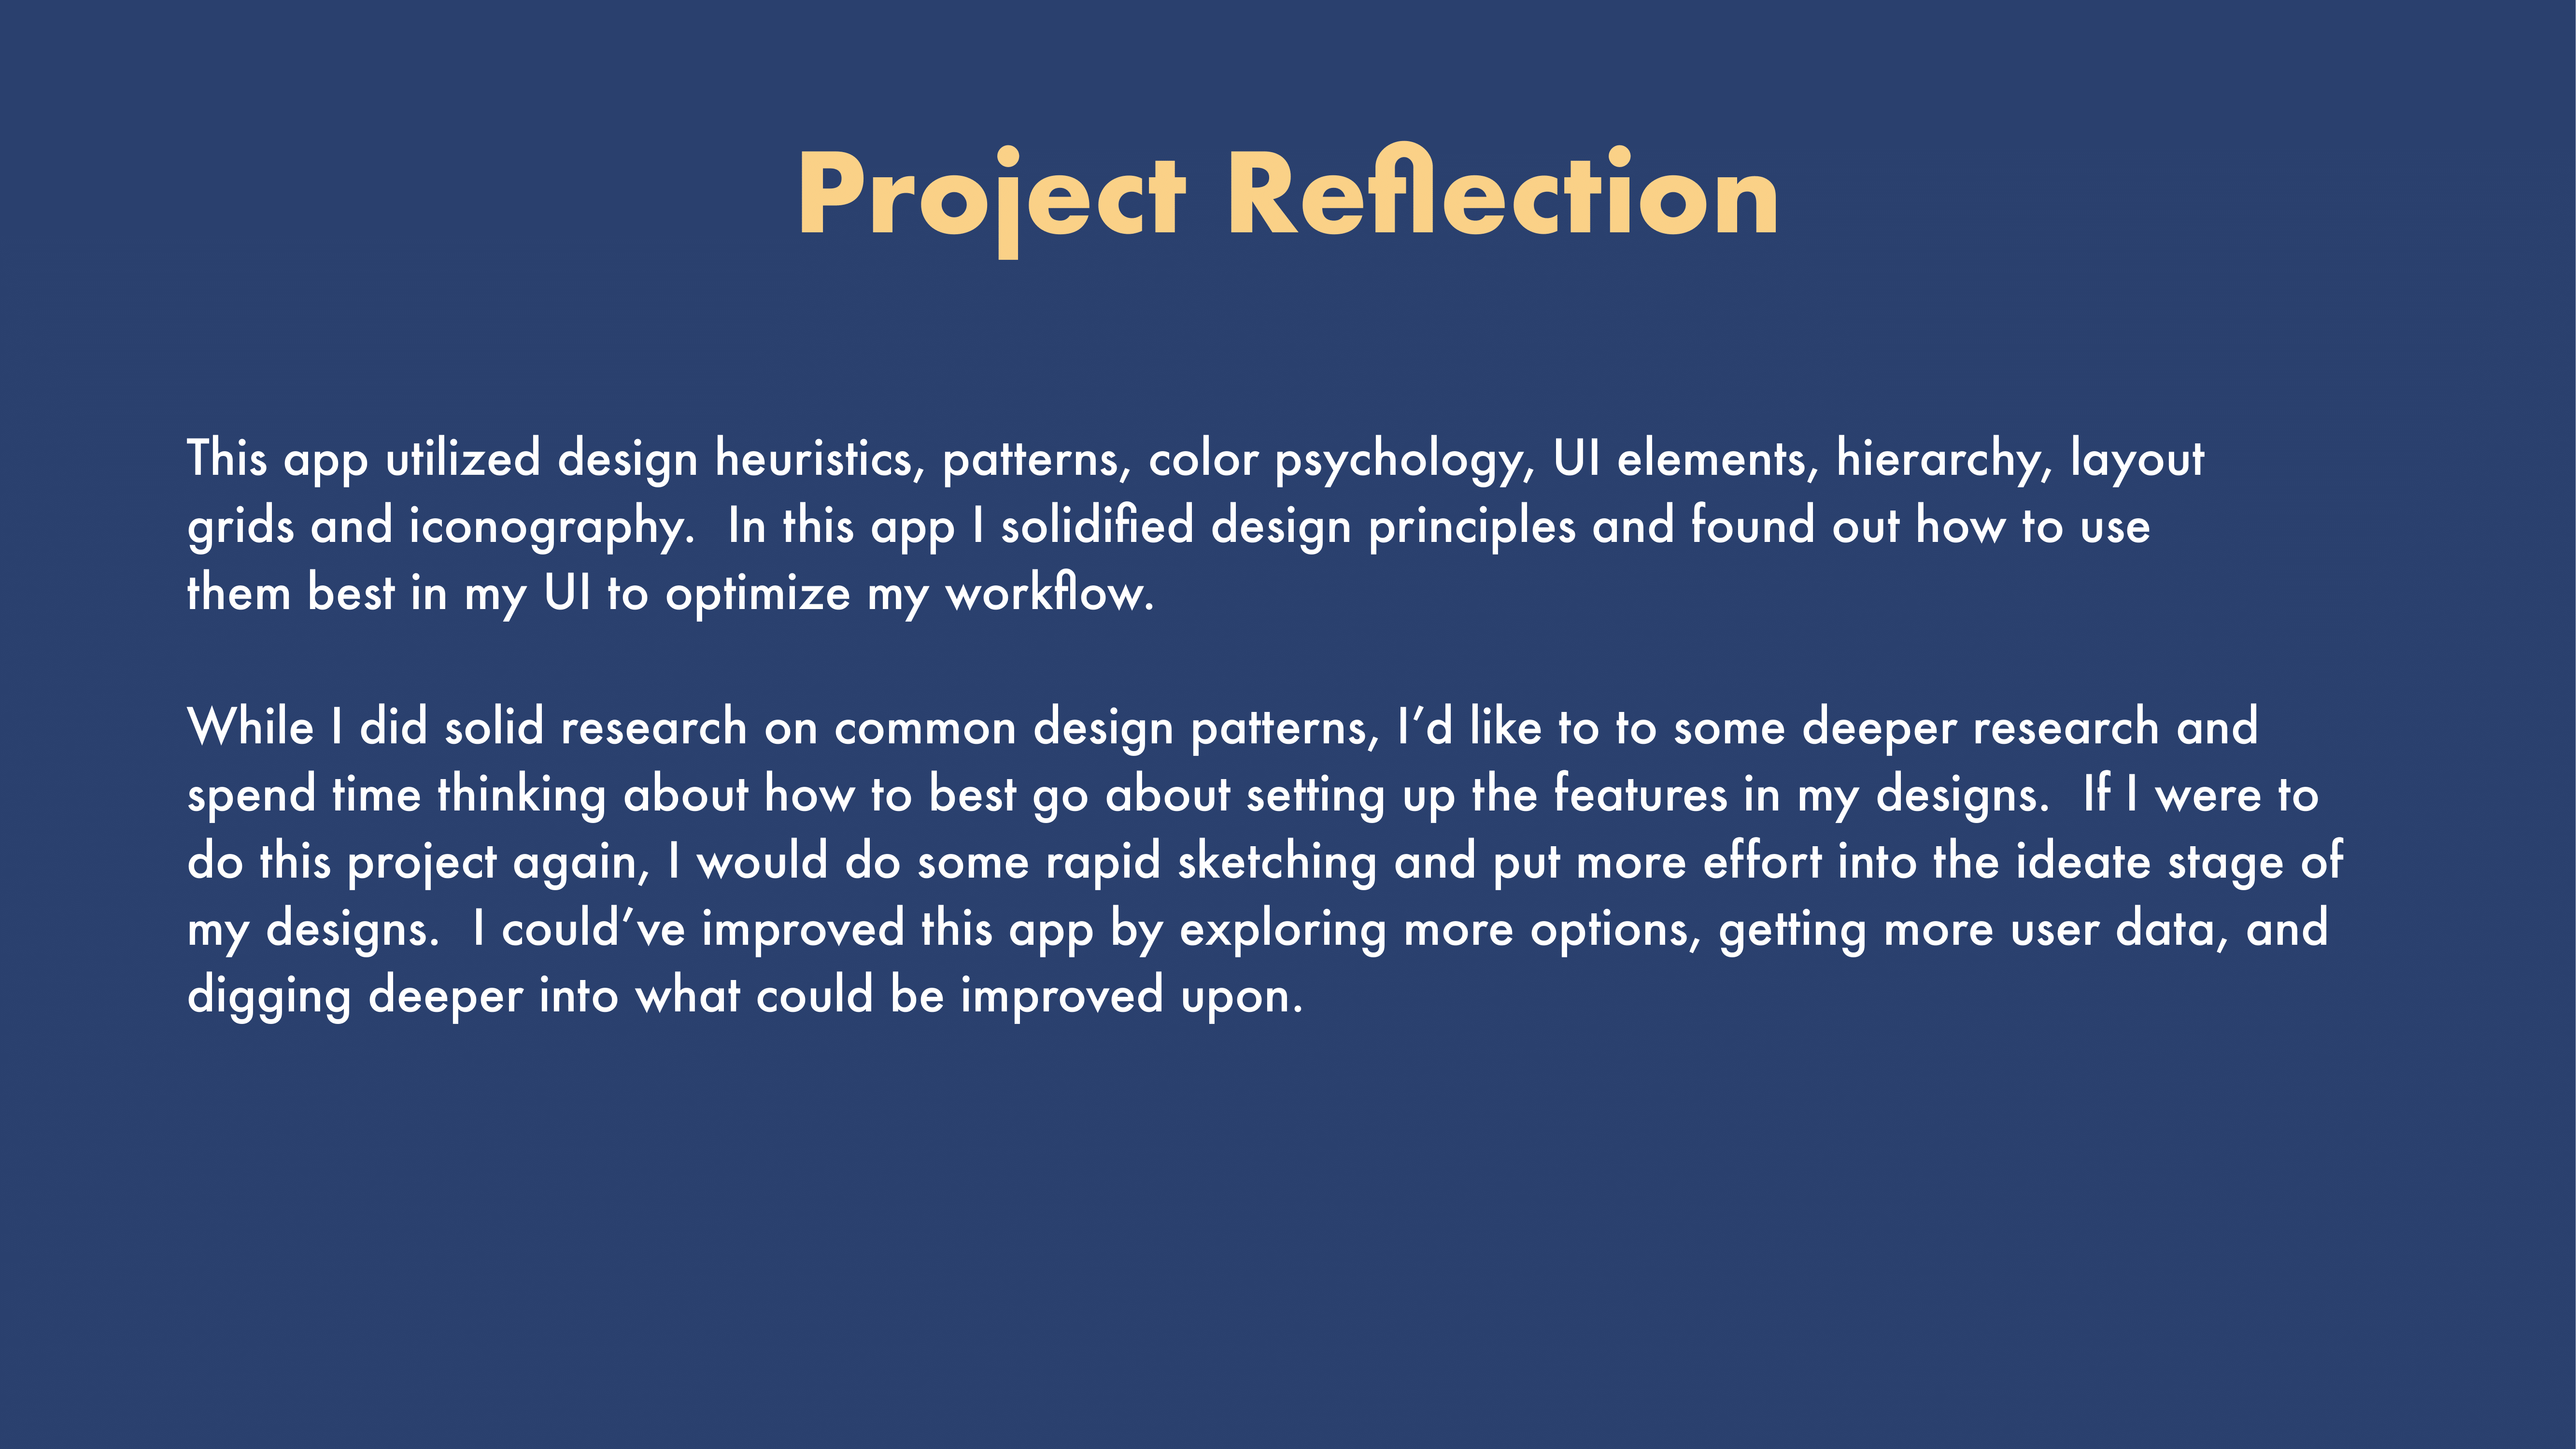 Project Reflection
This app utilized design heuristics, patterns, color psychology, UI elements, hierarchy, layout
grids and iconography.  In this app I solidified design principles and found out how to use
them best in my UI to optimize my workflow.
While I did solid research on common design patterns, I’d like to to some deeper research and
spend time thinking about how to best go about setting up the features in my designs.  If I were to
do this project again, I would do some rapid sketching and put more effort into the ideate stage of
my designs.  I could’ve improved this app by exploring more options, getting more user data, and
digging deeper into what could be improved upon.